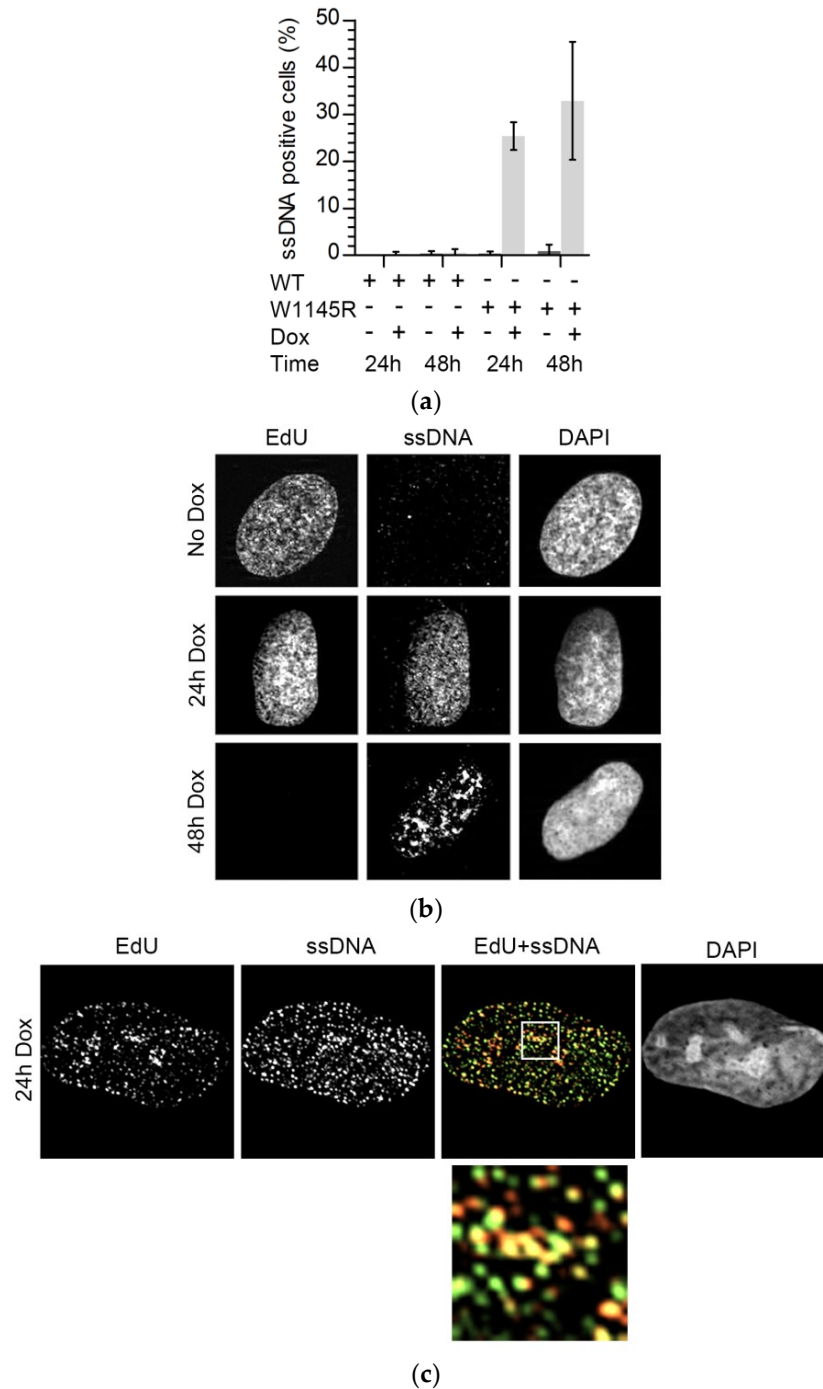 50
40
30
20
10
0
ssDNA positive cells (%)
WT + + + + - - - -
W1145R - - - - + + + +
Dox - + - + - + - +
Time 24h 48h 24h 48h
(a)
EdU ssDNA DAPI
No Dox
24h Dox
48h Dox
(b)
EdU ssDNA EdU+ssDNA DAPI
24h Dox
(c)